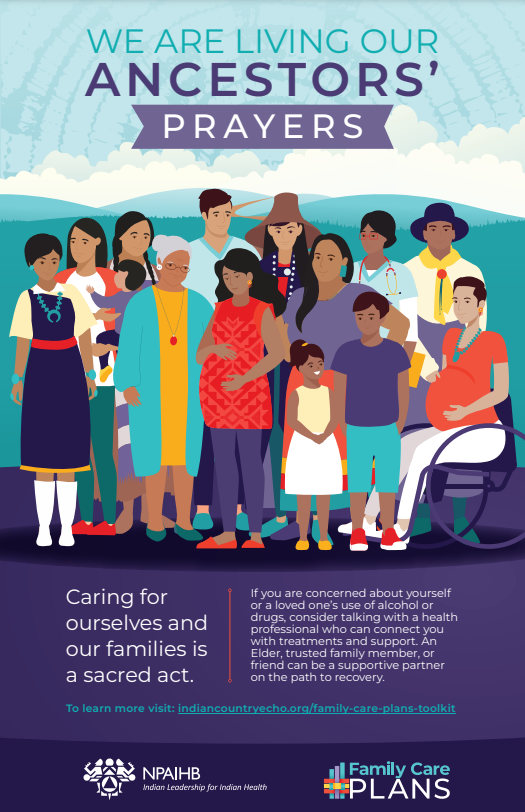 WE ARE LIVING OUR
ANCESTORS'
PRAYERS
Caring for
ourselves and
our families is
a sacred act.
If you are concerned about yourself
or a loved one's use of alcohol or
drugs, consider talking with a health
professional who can connect you
with treatments and support. An
Elder, trusted family member, or
friend can be a supportive partner
on the path to recovery.
To learn more visit: indiancountryecho.org/family-care-plans-toolkit
NPAIHB
Indian Leadership for Indian Health
Family Care
PLANS